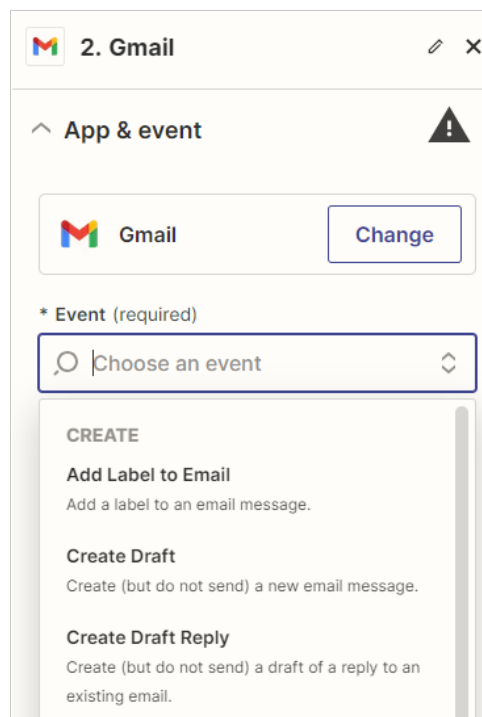 2. Gmail
App & event
Gmail
Change
* Event (required)
Choose an event
CREATE
Add Label to Email
Add a label to an email message.
Create Draft
Create (but do not send) a new email message.
Create Draft Reply
Create (but do not send) a draft of a reply to an
existing email.